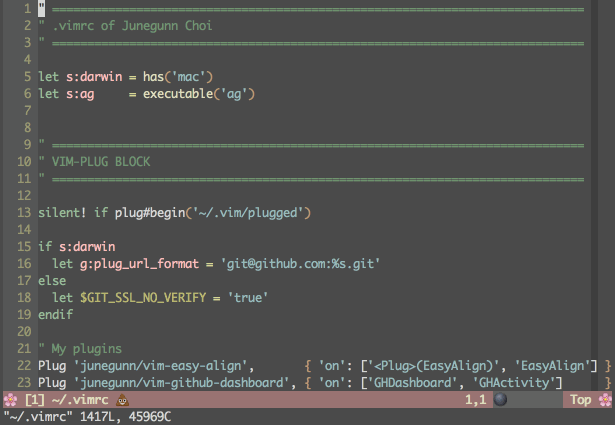 1 " ============================================================================
2 " .vimrc of Junegunn Choi
3 " ============================================================================
4
5 let s:darwin = has('mac')
6 let s:ag     = executable('ag')
7
8
9 " ============================================================================
10 " VIM-PLUG BLOCK
11 " ============================================================================
12
13 silent! if plug#begin('~/.vim/plugged')
14
15 if s:darwin
16   let g:plug_url_format = 'git@github.com:%s.git'
17 else
18   let $GIT_SSL_NO_VERIFY = 'true'
19 endif
20
21 " My plugins
22 Plug 'junegunn/vim-easy-align',       { 'on': ['<Plug>(EasyAlign)', 'EasyAlign'] }
23 Plug 'junegunn/vim-github-dashboard', { 'on': ['GHDashboard', 'GHActivity']      }
🌸 [1] ~/.vimrc 💩 1,1 🌑 Top 🌸
"~/.vimrc" 1417L, 45969C